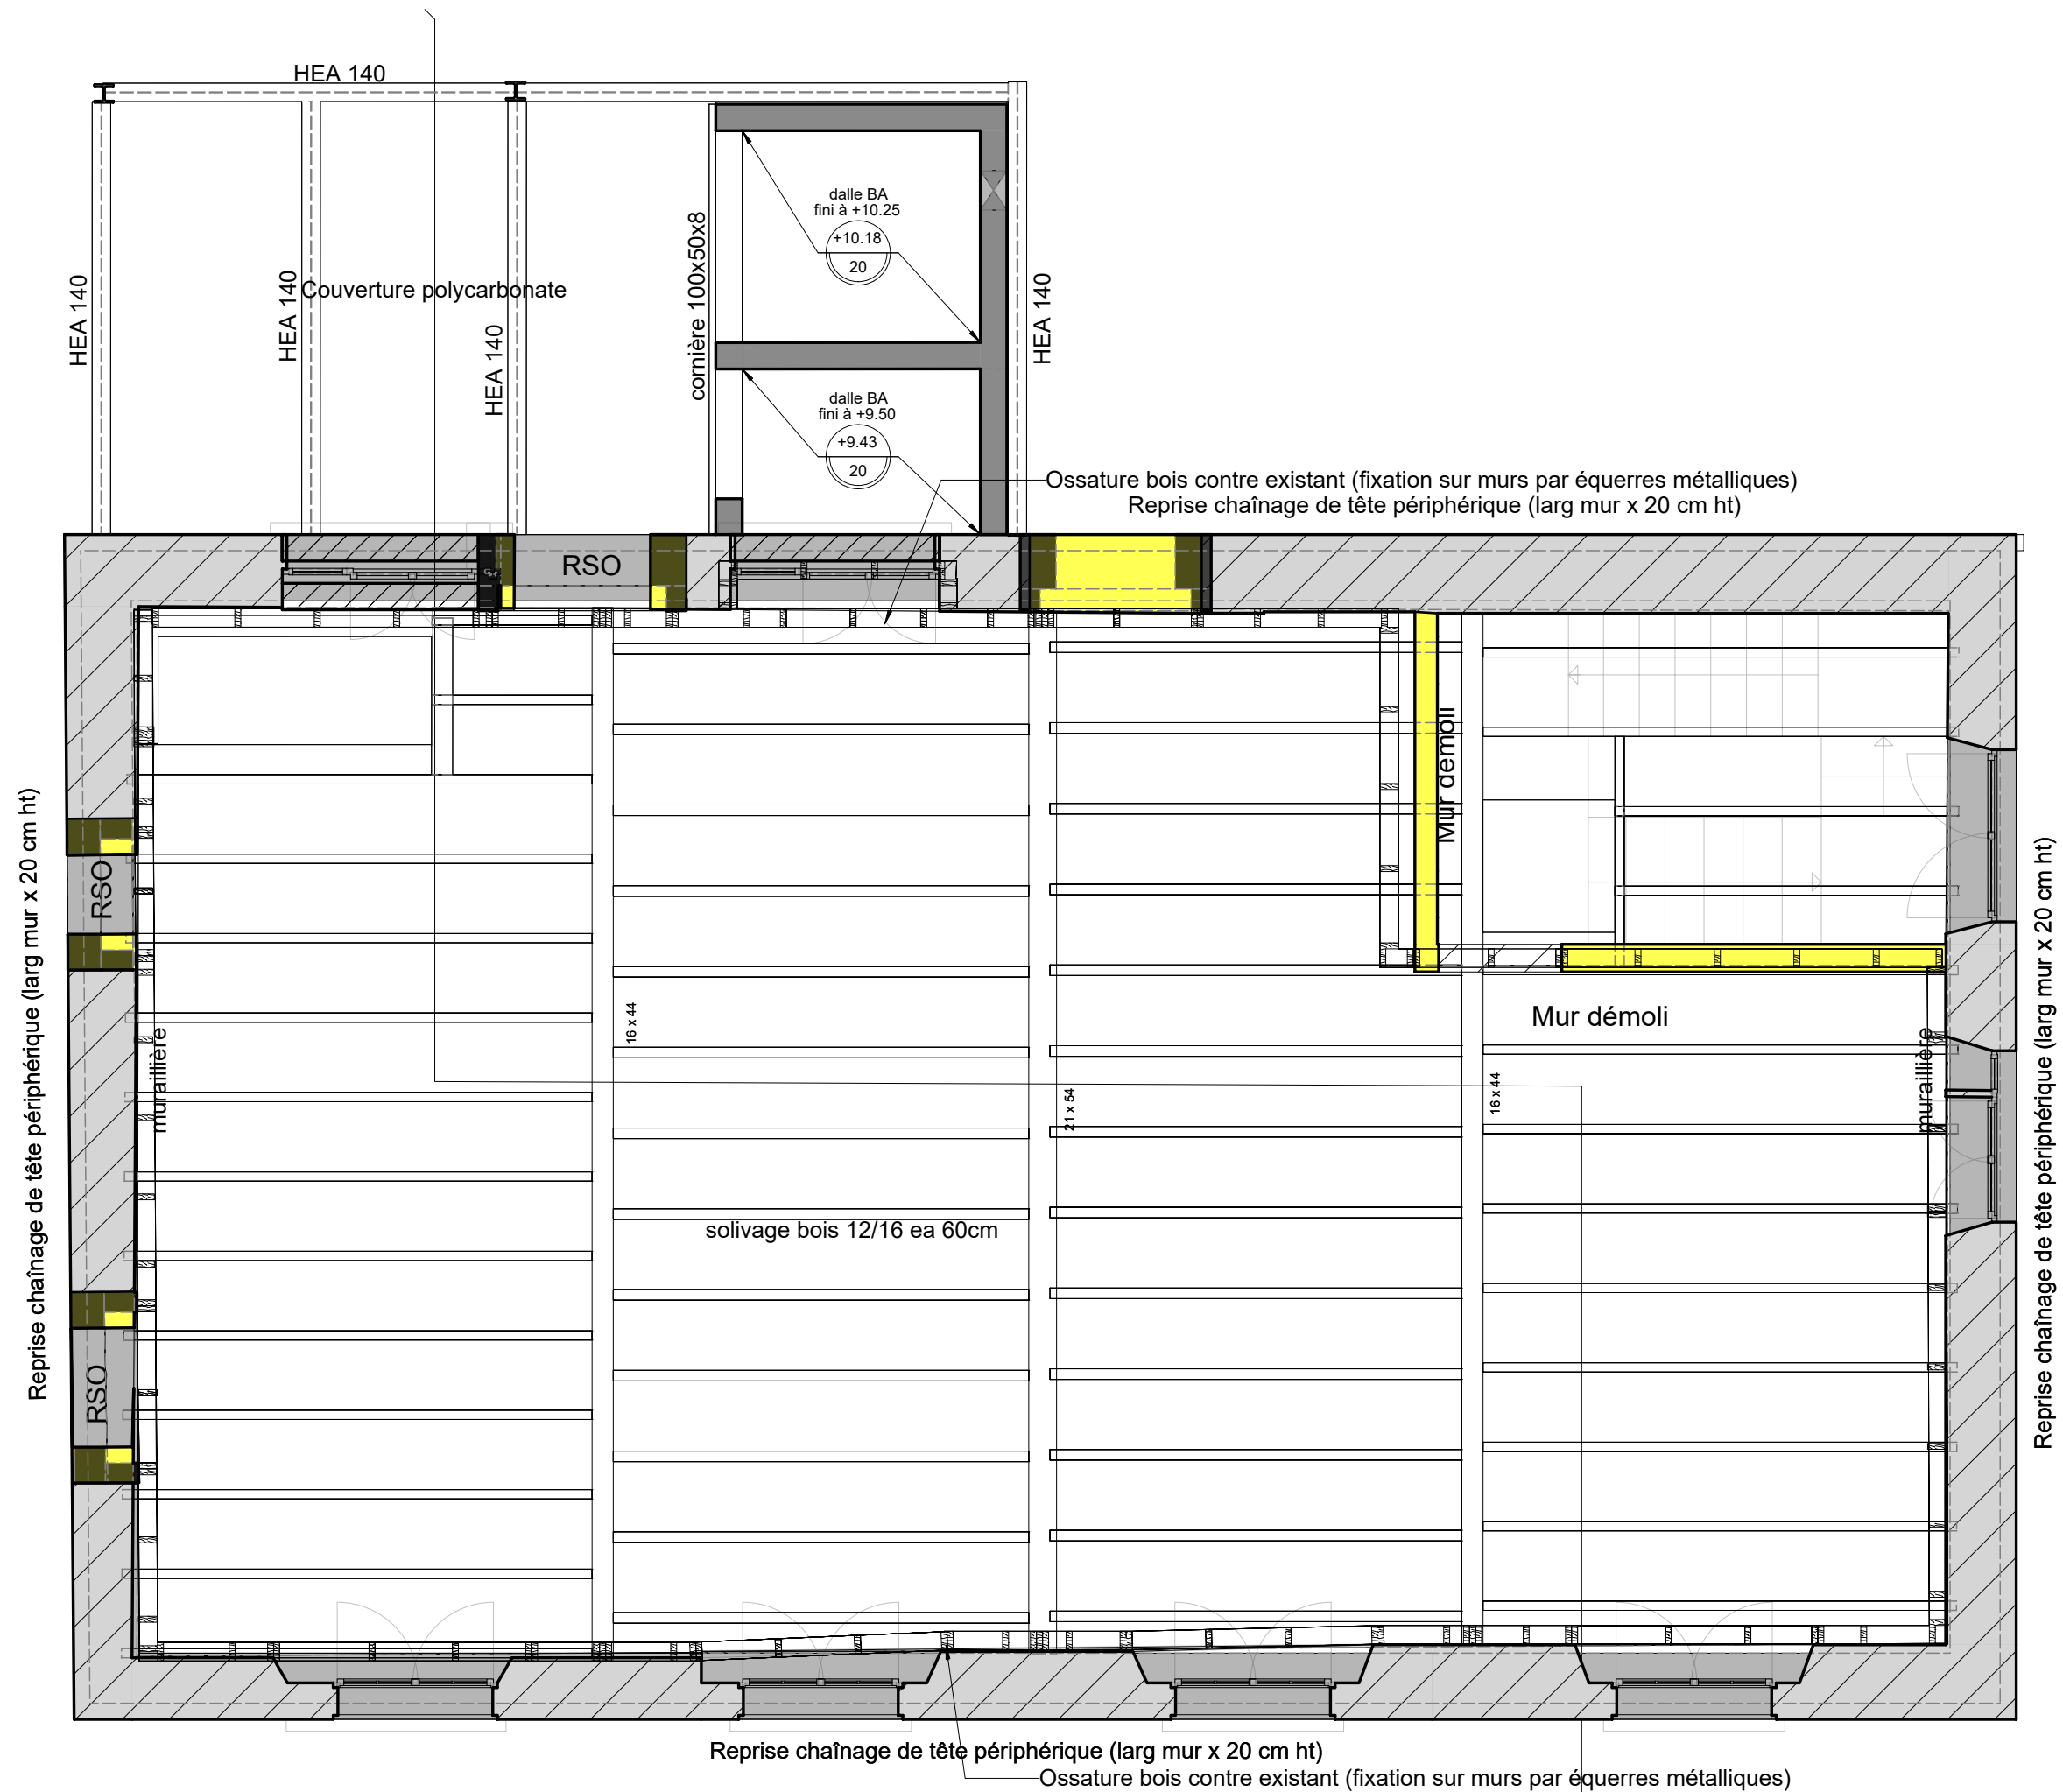 HEA 140
HEA 140
HEA 140
HEA 140
HEA 140
Couverture polycarbonate
cornière 100x50x8
dalle BA
fini à +10.25
+10.18
20
dalle BA
fini à +9.50
+9.43
20
Ossature bois contre existant (fixation sur murs par équerres métalliques)
Reprise chaînage de tête périphérique (larg mur x 20 cm ht)
RSO
Mur démoli
RSO
Reprise chaînage de tête périphérique (larg mur x 20 cm ht)
muraillière
16 x 44
Mur démoli
21 x 54
16 x 44
muraillière
Reprise chaînage de tête périphérique (larg mur x 20 cm ht)
solivage bois 12/16 ea 60cm
RSO
Reprise chaînage de tête périphérique (larg mur x 20 cm ht)
Ossature bois contre existant (fixation sur murs par équerres métalliques)